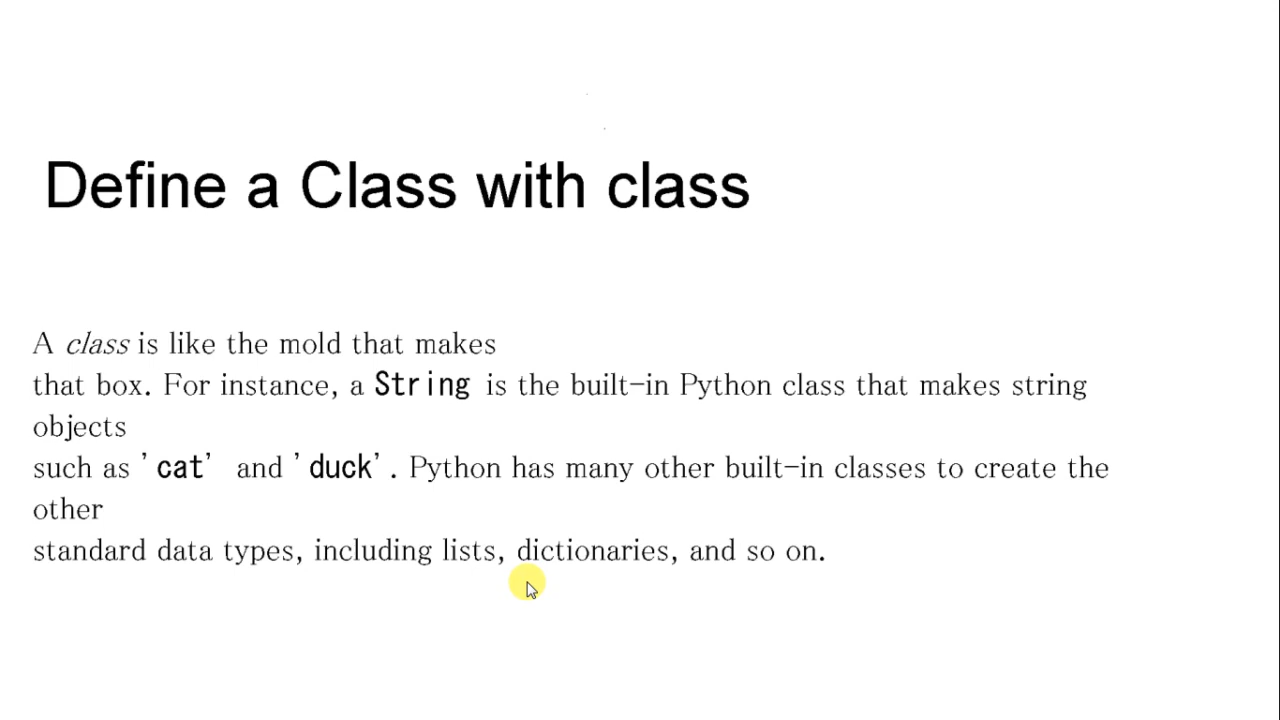 Define a Class with class
A class is like the mold that makes
that box. For instance, a String is the built-in Python class that makes string
objects
such as 'cat' and 'duck'. Python has many other built-in classes to create the
other
standard data types, including lists, dictionaries, and so on.